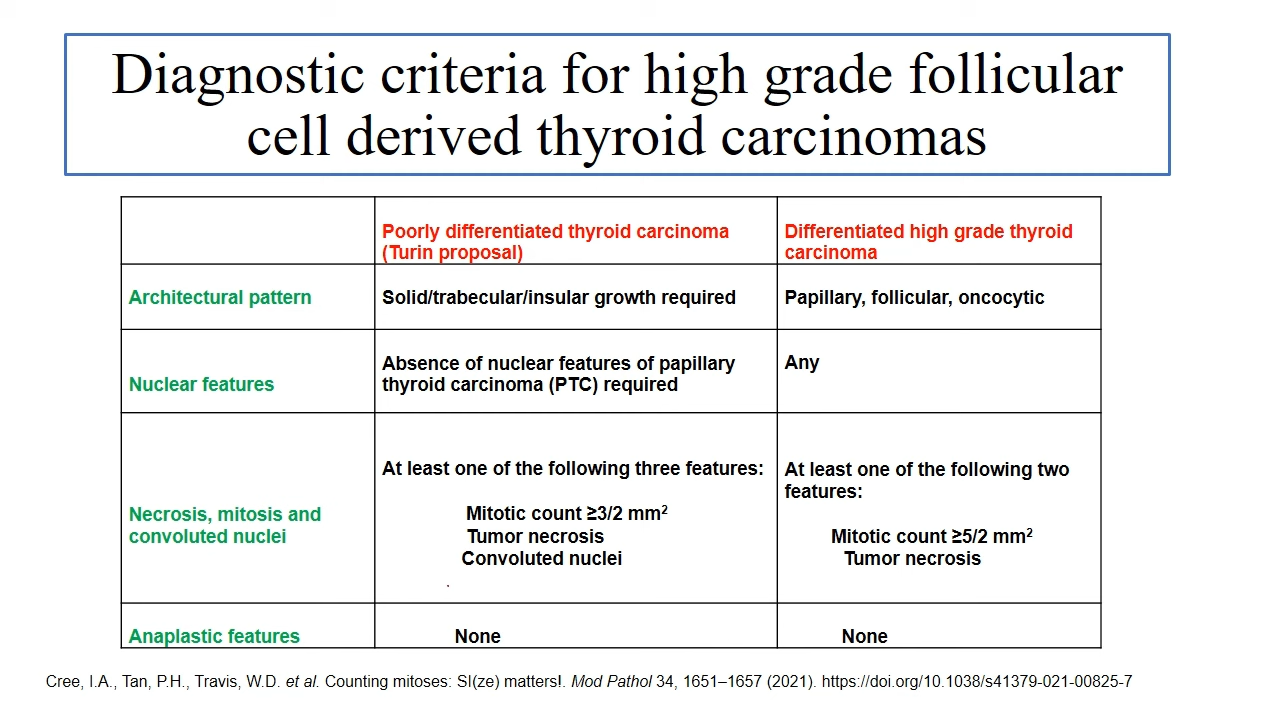 Diagnostic criteria for high grade follicular
cell derived thyroid carcinomas
Poorly differentiated thyroid carcinoma
(Turin proposal)
Differentiated high grade thyroid
carcinoma
Architectural pattern
Solid/trabecular/insular growth required
Papillary, follicular, oncocytic
Nuclear features
Absence of nuclear features of papillary
thyroid carcinoma (PTC) required
Any
Necrosis, mitosis and
convoluted nuclei
At least one of the following three features:
Mitotic count ≥3/2 mm²
Tumor necrosis
Convoluted nuclei
.
At least one of the following two
features:
Mitotic count ≥5/2 mm²
Tumor necrosis
Anaplastic features
None
None
Cree, I.A., Tan, P.H., Travis, W.D. et al. Counting mitoses: SI(ze) matters!. Mod Pathol 34, 1651–1657 (2021). https://doi.org/10.1038/s41379-021-00825-7